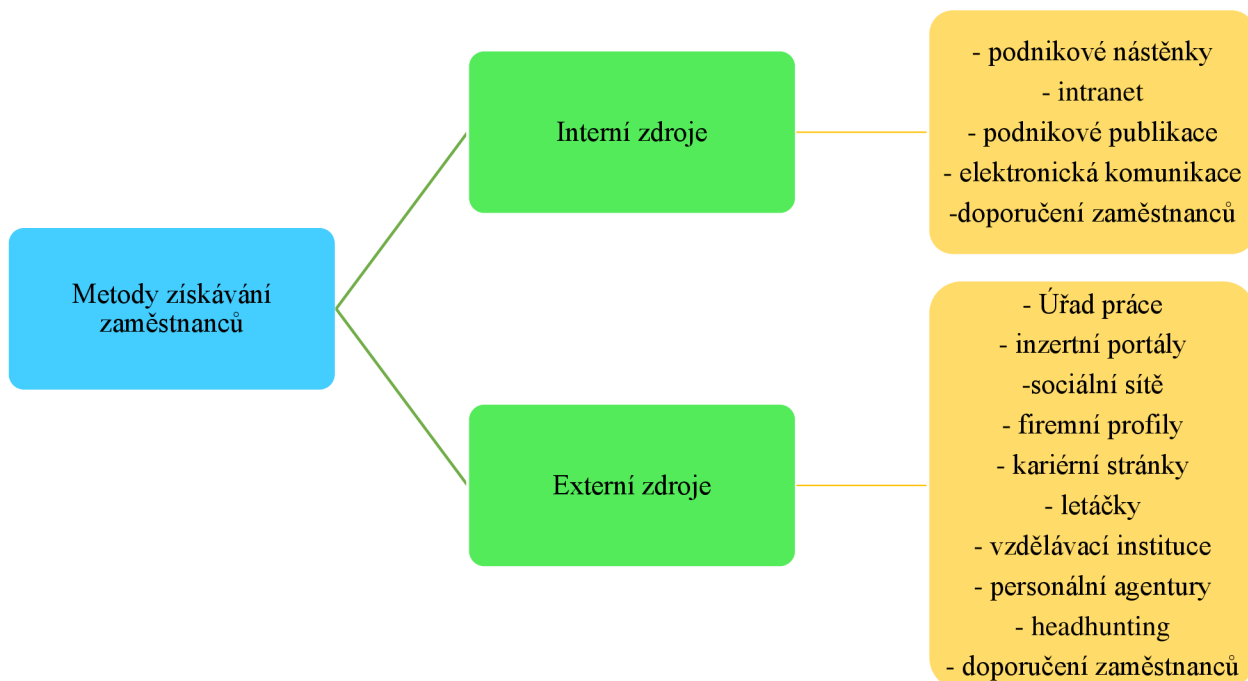 Metody získávání
zaměstnanců
Interní zdroje
- podnikové nástěnky
- intranet
- podnikové publikace
- elektronická komunikace
-doporučení zaměstnanců
Externí zdroje
- Úřad práce
- inzertní portály
-sociální sítě
- firemní profily
- kariérní stránky
- letáčky
- vzdělávací instituce
- personální agentury
- headhunting
- doporučení zaměstnanců